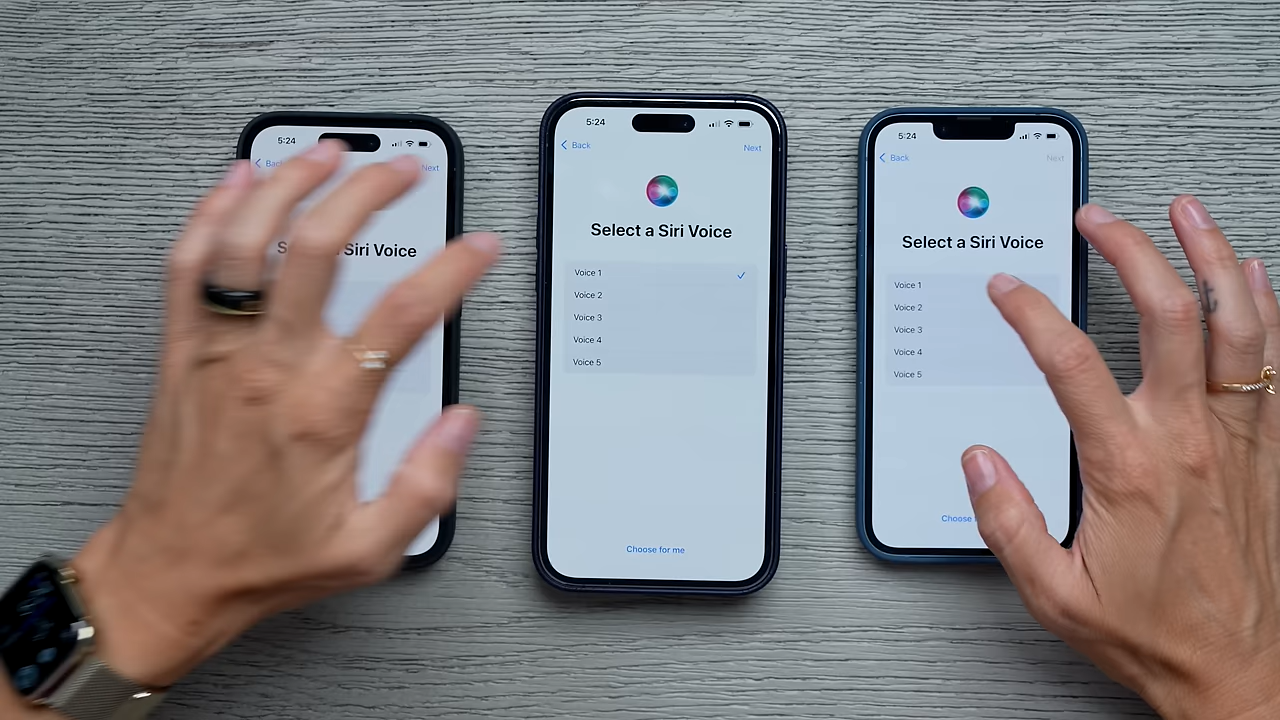 5:24
Back
Next
Select a Siri Voice
5:24
Back
Next
Select a Siri Voice
Voice 1
Voice 2
Voice 3
Voice 4
Voice 5
Choose for me
5:24
Back
Next
Select a Siri Voice
Voice 1
Voice 2
Voice 3
Voice 4
Voice 5
Choose